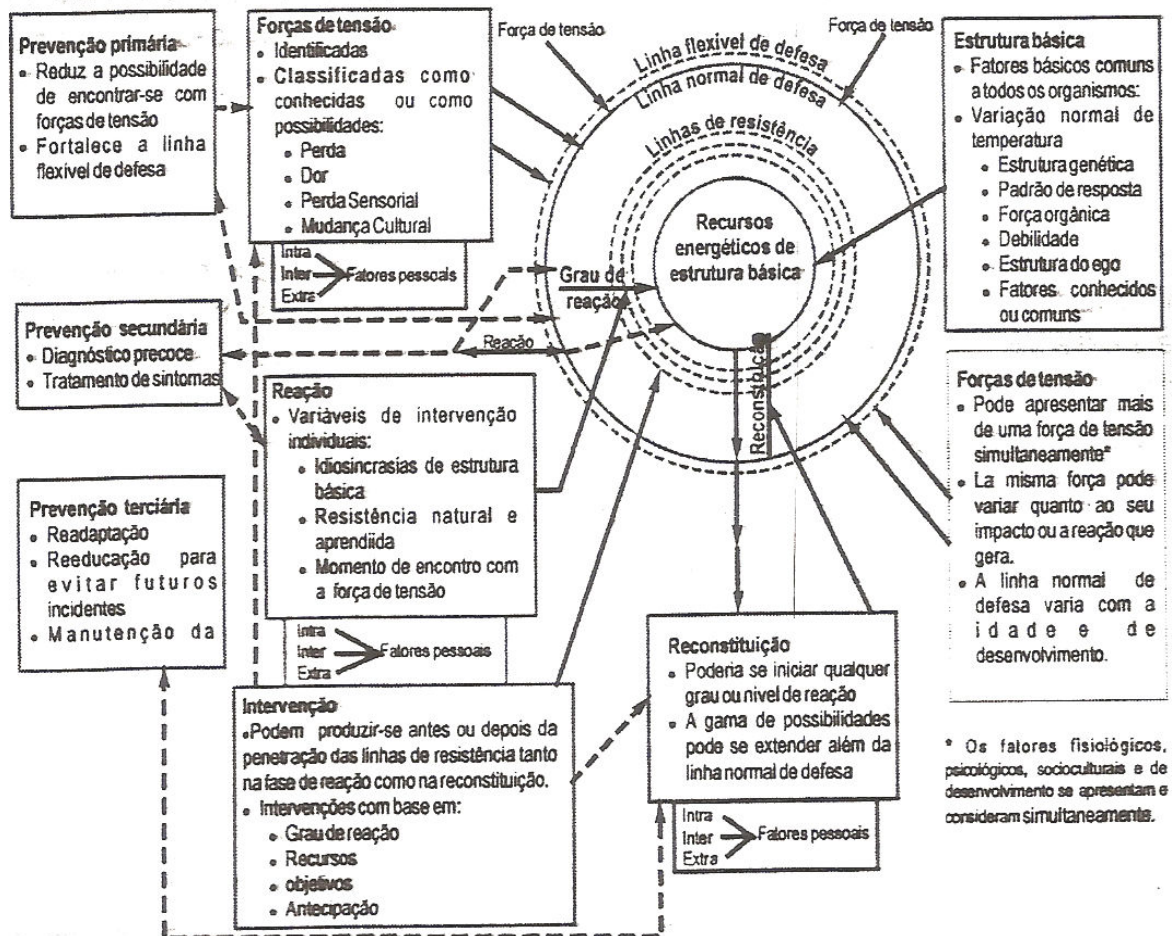 Prevenção primária
• Reduz a possibilidade
de encontrar-se com
forças de tensão
• Fortalece a linha
flexível de defesa
Forças de tensão
• Identificadas
• Classificadas como
conhecidas ou como
possibilidades:
• Perda
• Dor
• Perda Sensorial
• Mudança Cultural
Intra
Inter
Extra
Fatores pessoais
Força de tensão
Força de tensão
Linha flexivel de defesa
Linha normal de defesa
Linhas de resistência
Recursos
energéticos de
estrutura básica
Grau de
reação
Reação
Reconstituição
Estrutura básica
• Fatores básicos comuns
a todos os organismos:
• Variação normal de
temperatura
• Estrutura genética
• Padrão de resposta
• Força orgânica
• Debilidade
• Estrutura do ego
• Fatores conhecidos
ou comuns
Prevenção secundária
• Diagnóstico precoce
• Tratamento de sintomas
Reação
• Variáveis de intervenção
individuais:
• Idiosincrasias de estrutura
básica
• Resistência natural e
aprendiida
• Momento de encontro com
a força de tensão
Intra
Inter
Extra
Fatores pessoais
Forças de tensão
• Pode apresentar mais
de uma força de tensão
simultaneamente*
• La misma força pode
variar quanto ao seu
impacto ou a reação que
gera.
• A linha normal de
defesa varia com a
idade e de
desenvolvimento.
Prevenção terciária
• Readaptação
• Reeducação para
evitar futuros
incidentes
• Manutenção da
Intervenção
• Podem produzir-se antes ou depois da
penetração das linhas de resistência tanto
na fase de reação como na reconstituição.
• Intervenções com base em:
• Grau de reação
• Recursos
• objetivos
• Antecipação
Reconstituição
• Poderia se iniciar qualquer
grau ou nivel de reação
• A gama de possibilidades
pode se extender além da
linha normal de defesa
Intra
Inter
Extra
Fatores pessoais
* Os fatores fisiológicos,
psicológicos, socioculturais e de
desenvolvimento se apresentam e
consideram simultaneamente.